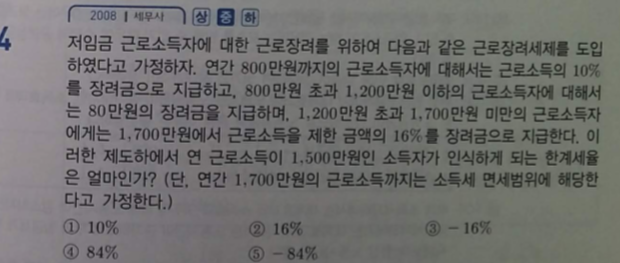 2008 | 세무사 상 중 하
4
저임금 근로소득자에 대한 근로장려를 위하여 다음과 같은 근로장려세제를 도입
하였다고 가정하자. 연간 800만원까지의 근로소득자에 대해서는 근로소득의 10%
를 장려금으로 지급하고, 800만원 초과 1,200만원 이하의 근로소득자에 대해서
는 80만원의 장려금을 지급하며, 1,200만원 초과 1,700만원 미만의 근로소득자
에게는 1,700만원에서 근로소득을 제한 금액의 16%를 장려금으로 지급한다. 이
러한 제도하에서 연 근로소득이 1,500만원인 소득자가 인식하게 되는 한계세율
은 얼마인가? (단, 연간 1,700만원의 근로소득까지는 소득세 면세범위에 해당한
다고 가정한다.)
① 10% ② 16% ③ -16%
④ 84% ⑤ -84%